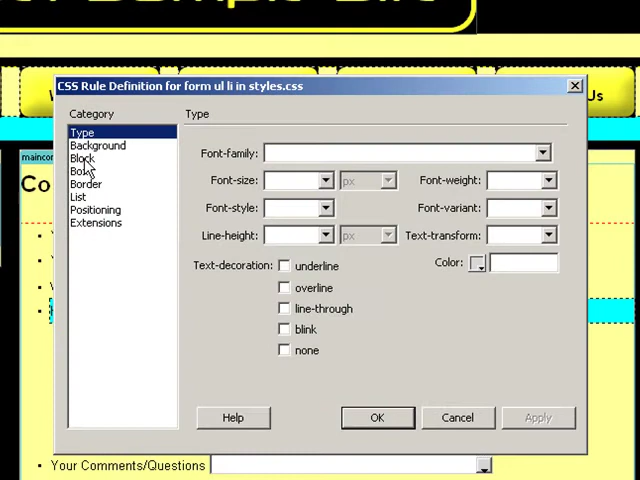 Us
CSS Rule Definition for form ul li in styles.css
Category
Type
Type
Background
Block
Box
Border
List
Positioning
Extensions
Font-family:
Font-size: px Font-weight:
Font-style: Font-variant:
Line-height: px Text-transform:
Text-decoration: underline Color:
overline
line-through
blink
none
Help OK Cancel Apply
Co
Your Comments/Questions